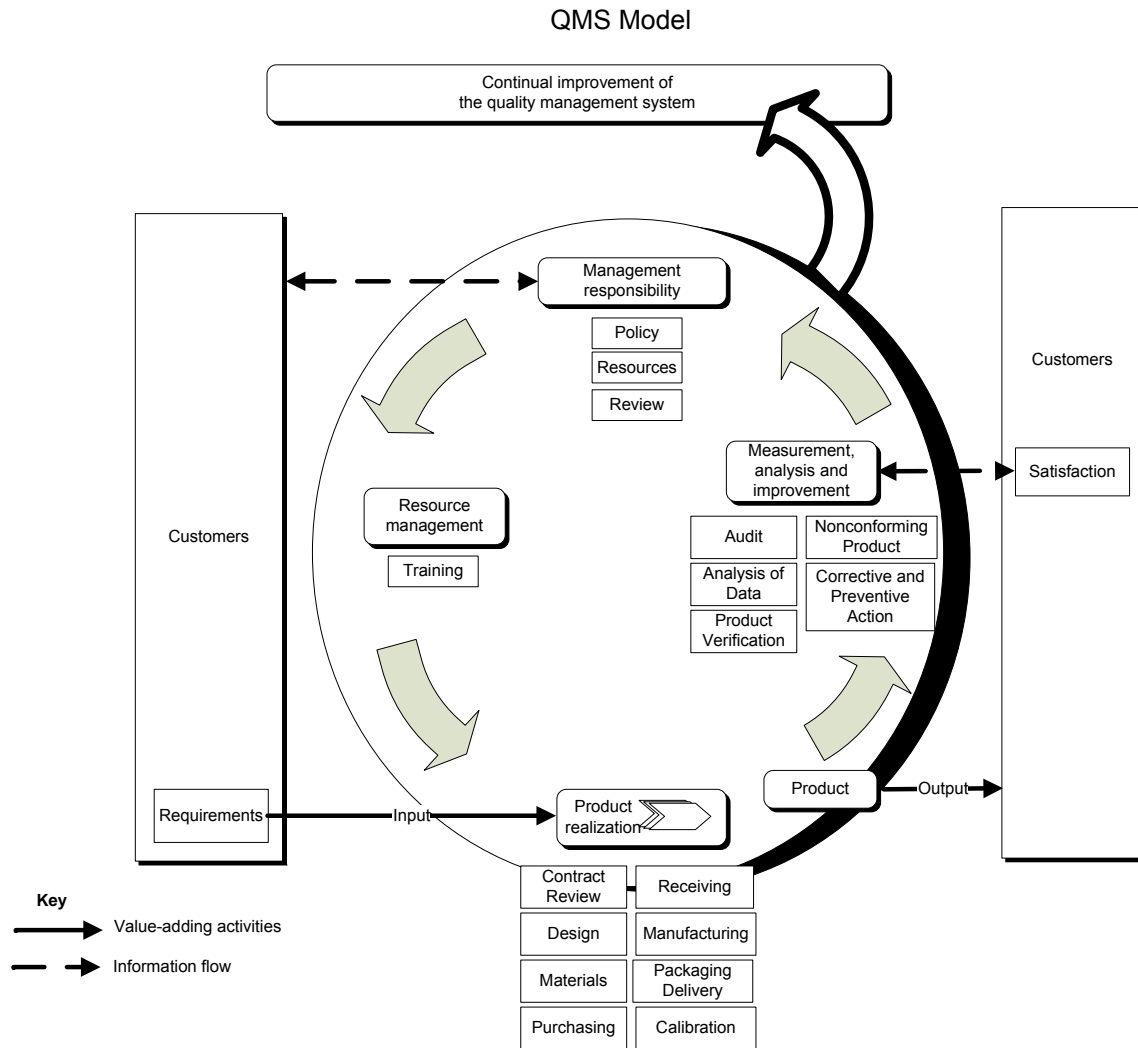 QMS Model
Continual improvement of
the quality management system
Management
responsibility
Policy
Resources
Review
Customers
Customers
Measurement,
analysis and
improvement
Satisfaction
Resource
management
Training
Audit
Nonconforming
Product
Analysis of
Data
Corrective and
Preventive
Action
Product
Verification
Requirements
Input
Product
realization
Product
Output
Contract
Review
Receiving
Design
Manufacturing
Materials
Packaging
Delivery
Purchasing
Calibration
Key
Value-adding activities
Information flow